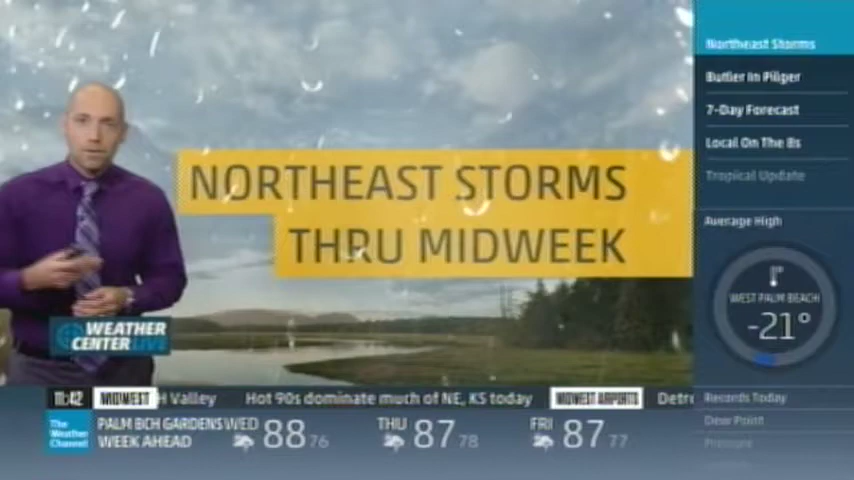 Northeast Storms
Butler In Pilger
7-Day Forecast
Local On The 8s
Tropical Update
Average High
WEST PALM BEACH
-21°
Records Today
Dew Point
Pressure
NORTHEAST STORMS
THRU MIDWEEK
WEATHER
CENTER LIVE
11:42 MIDWEST H Valley Hot 90s dominate much of NE, KS today MIDWEST AIRPORTS Detro
The
Weather
Channel
PALM BCH GARDENS
WEEK AHEAD
WED 88 76
THU 87 78
FRI 87 77